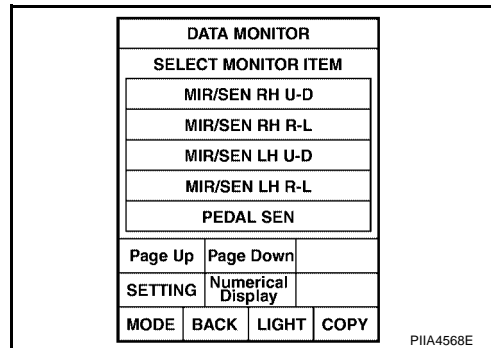 DATA MONITOR
SELECT MONITOR ITEM
MIR/SEN RH U-D
MIR/SEN RH R-L
MIR/SEN LH U-D
MIR/SEN LH R-L
PEDAL SEN
Page Up Page Down
SETTING Numerical Display
MODE BACK LIGHT COPY
PIIA4568E